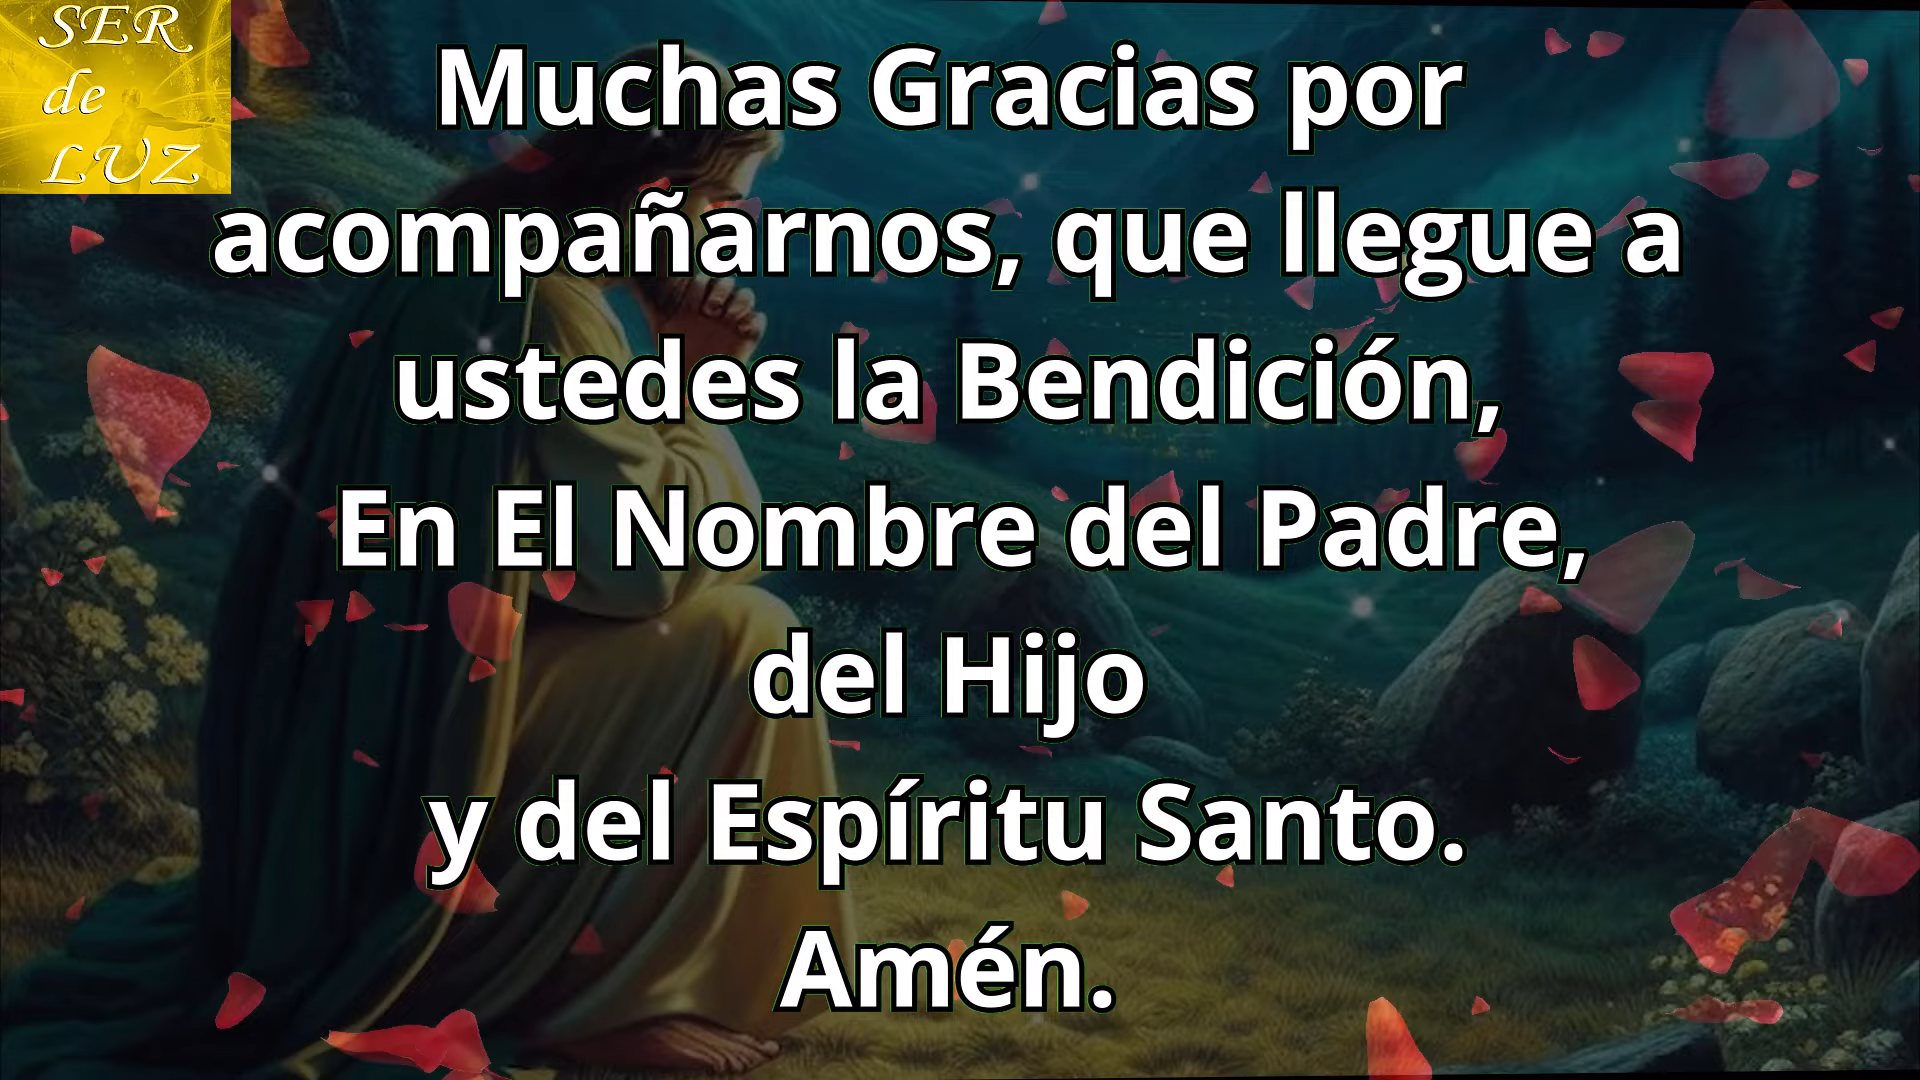 SER
de
LUZ
Muchas Gracias por
acompañarnos, que llegue a
ustedes la Bendición,
En El Nombre del Padre,
del Hijo
y del Espíritu Santo.
Amén.